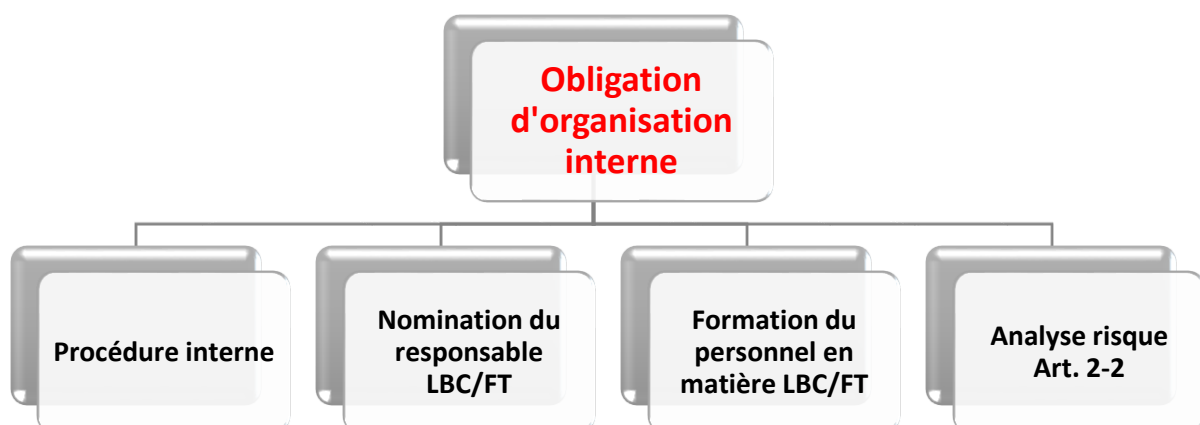 Obligation
d'organisation
interne
Procédure interne
Nomination du
responsable
LBC/FT
Formation du
personnel en
matière LBC/FT
Analyse risque
Art. 2-2